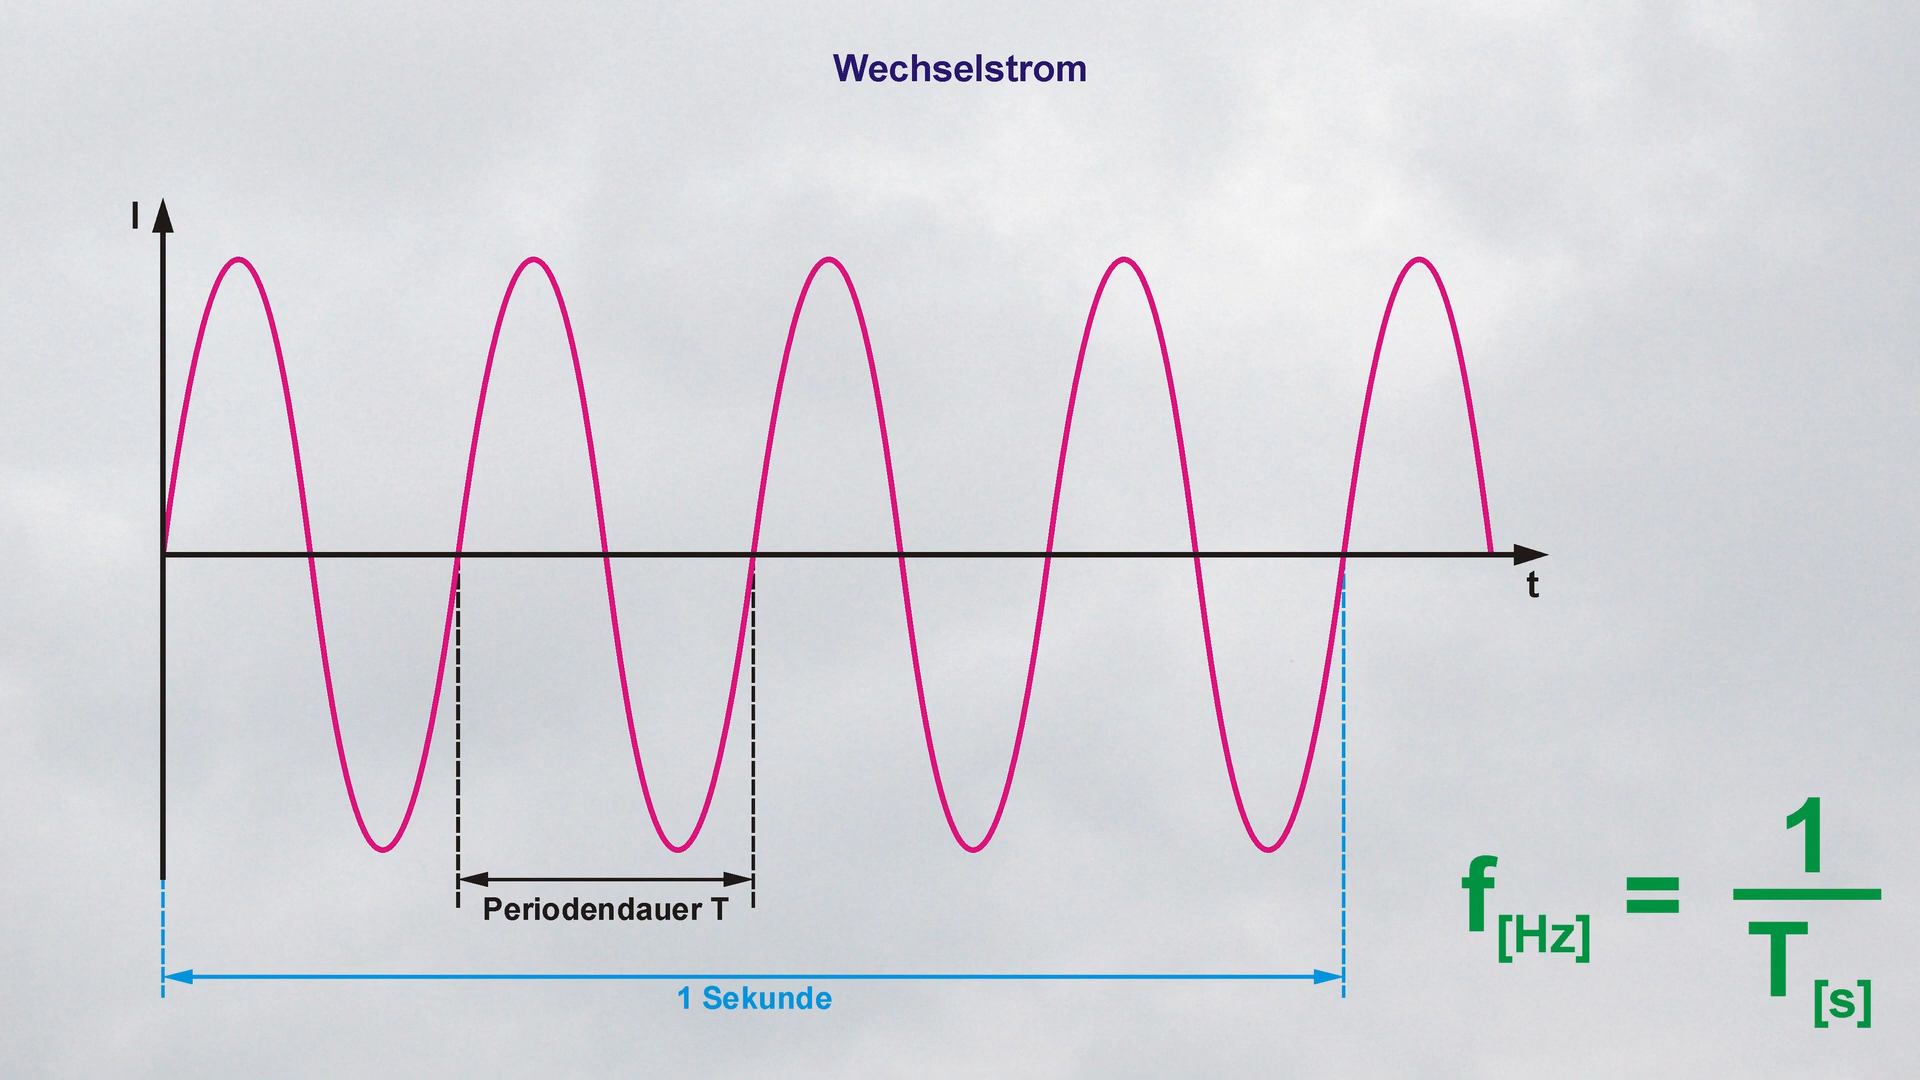 Wechselstrom
I
t
Periodendauer T
1 Sekunde
f[Hz] = 1/T[s]